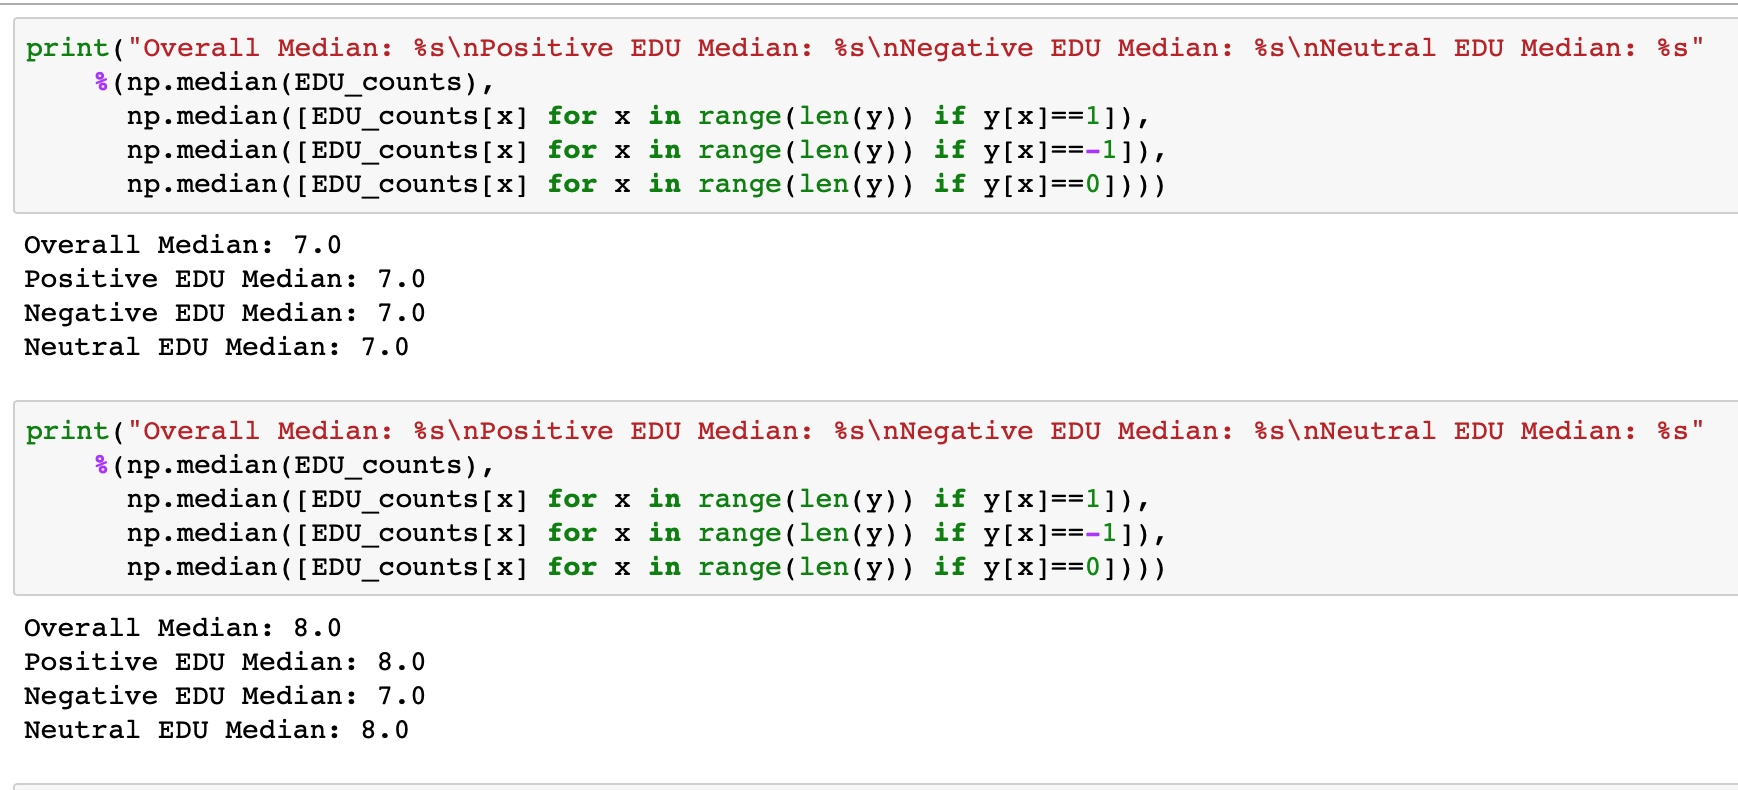 print("Overall Median: %s\nPositive EDU Median: %s\nNegative EDU Median: %s\nNeutral EDU Median: %s"
    %(np.median(EDU_counts),
      np.median([EDU_counts[x] for x in range(len(y)) if y[x]==1]),
      np.median([EDU_counts[x] for x in range(len(y)) if y[x]==-1]),
      np.median([EDU_counts[x] for x in range(len(y)) if y[x]==0])))
Overall Median: 7.0
Positive EDU Median: 7.0
Negative EDU Median: 7.0
Neutral EDU Median: 7.0
print("Overall Median: %s\nPositive EDU Median: %s\nNegative EDU Median: %s\nNeutral EDU Median: %s"
    %(np.median(EDU_counts),
      np.median([EDU_counts[x] for x in range(len(y)) if y[x]==1]),
      np.median([EDU_counts[x] for x in range(len(y)) if y[x]==-1]),
      np.median([EDU_counts[x] for x in range(len(y)) if y[x]==0])))
Overall Median: 8.0
Positive EDU Median: 8.0
Negative EDU Median: 7.0
Neutral EDU Median: 8.0